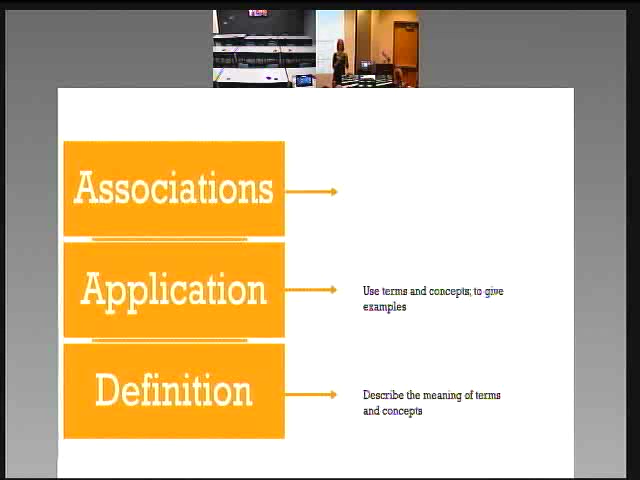 Associations
Application
Use terms and concepts; to give
examples
Definition
Describe the meaning of terms
and concepts